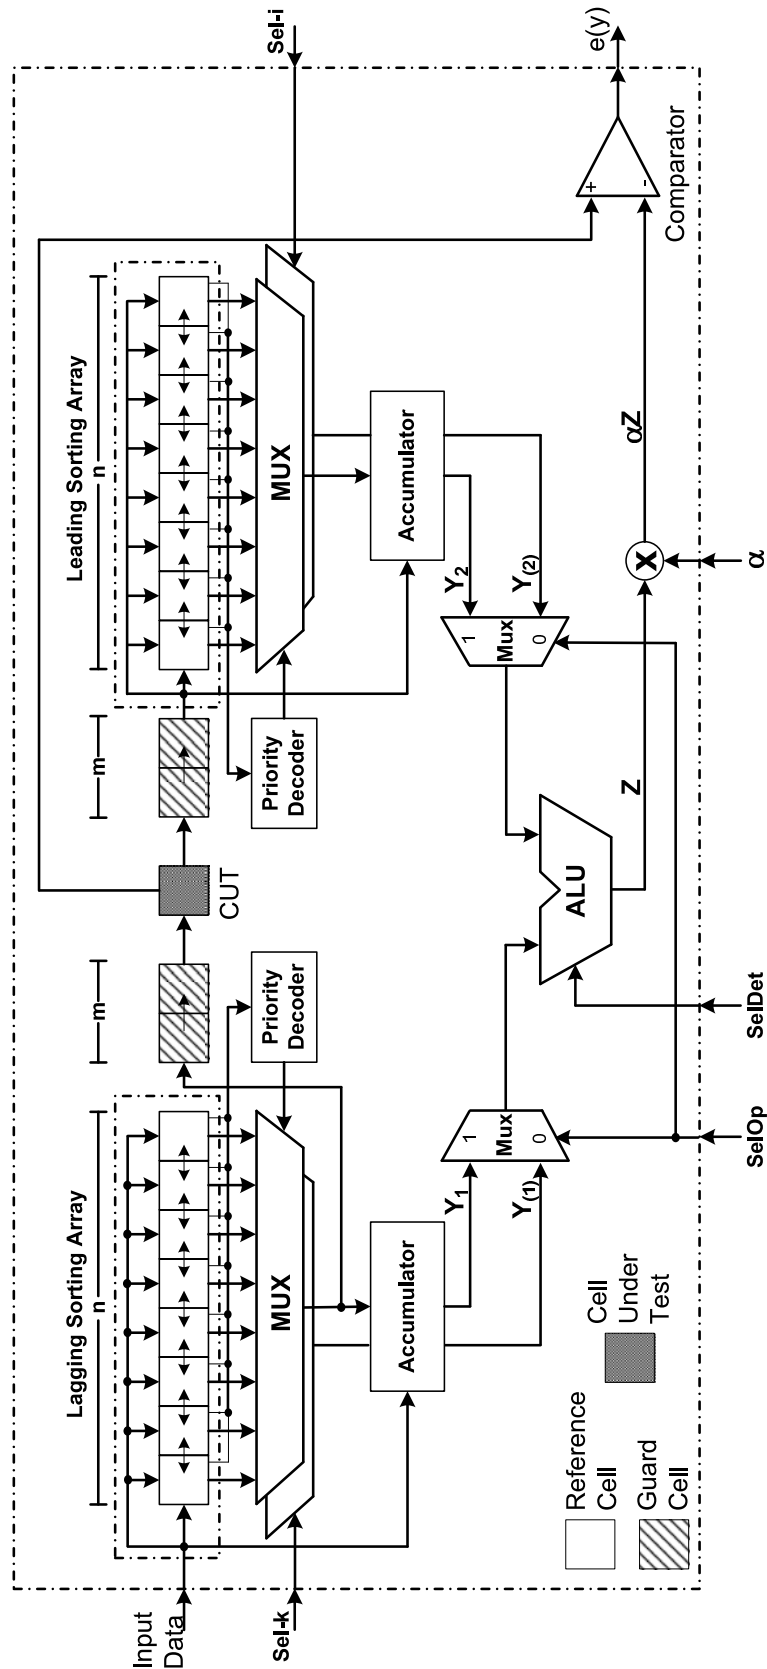 Lagging Sorting Array
n
m
m
Leading Sorting Array
n
Input
Data
CUT
Priority
Decoder
Priority
Decoder
MUX
MUX
Sel-k
Sel-i
Accumulator
Accumulator
Y1
Y(1)
Y2
Y(2)
1
Mux
0
1
Mux
0
ALU
Z
X
αZ
α
+
-
Comparator
e(y)
SelOp
SelDet
Reference
Cell
Guard
Cell
Cell
Under
Test